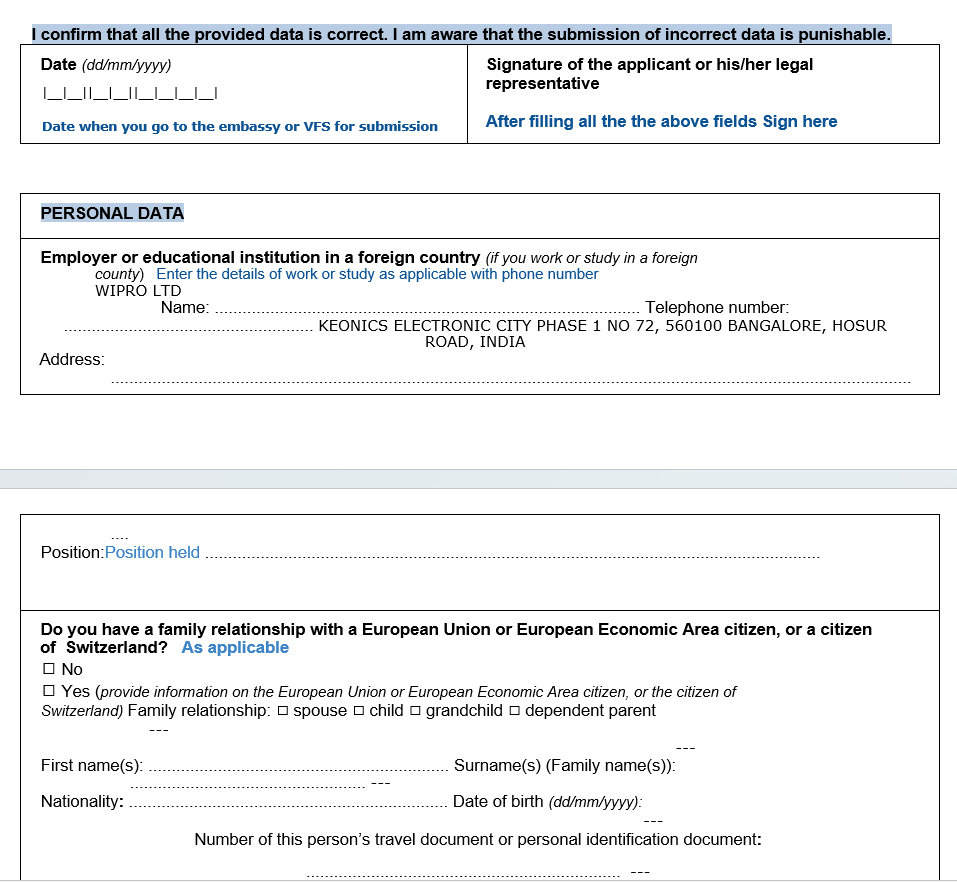 I confirm that all the provided data is correct. I am aware that the submission of incorrect data is punishable.
Date (dd/mm/yyyy)
|__|__||__|__||__|__|__|__|
Date when you go to the embassy or VFS for submission
Signature of the applicant or his/her legal
representative
After filling all the the above fields Sign here
PERSONAL DATA
Employer or educational institution in a foreign country (if you work or study in a foreign
county) Enter the details of work or study as applicable with phone number
WIPRO LTD
Name: ............................................................................................ Telephone number:
...................................................... KEONICS ELECTRONIC CITY PHASE 1 NO 72, 560100 BANGALORE, HOSUR
ROAD, INDIA
Address:
..............................................................................................................................................................................
....
Position:Position held ......................................................................................................................................
Do you have a family relationship with a European Union or European Economic Area citizen, or a citizen
of Switzerland? As applicable
☐ No
☐ Yes (provide information on the European Union or European Economic Area citizen, or the citizen of
Switzerland) Family relationship: ☐ spouse ☐ child ☐ grandchild ☐ dependent parent
---
---
First name(s): ................................................................. Surname(s) (Family name(s)):
................................................... ---
Nationality: ..................................................................... Date of birth (dd/mm/yyyy):
---
Number of this person’s travel document or personal identification document:
.................................................................... ---